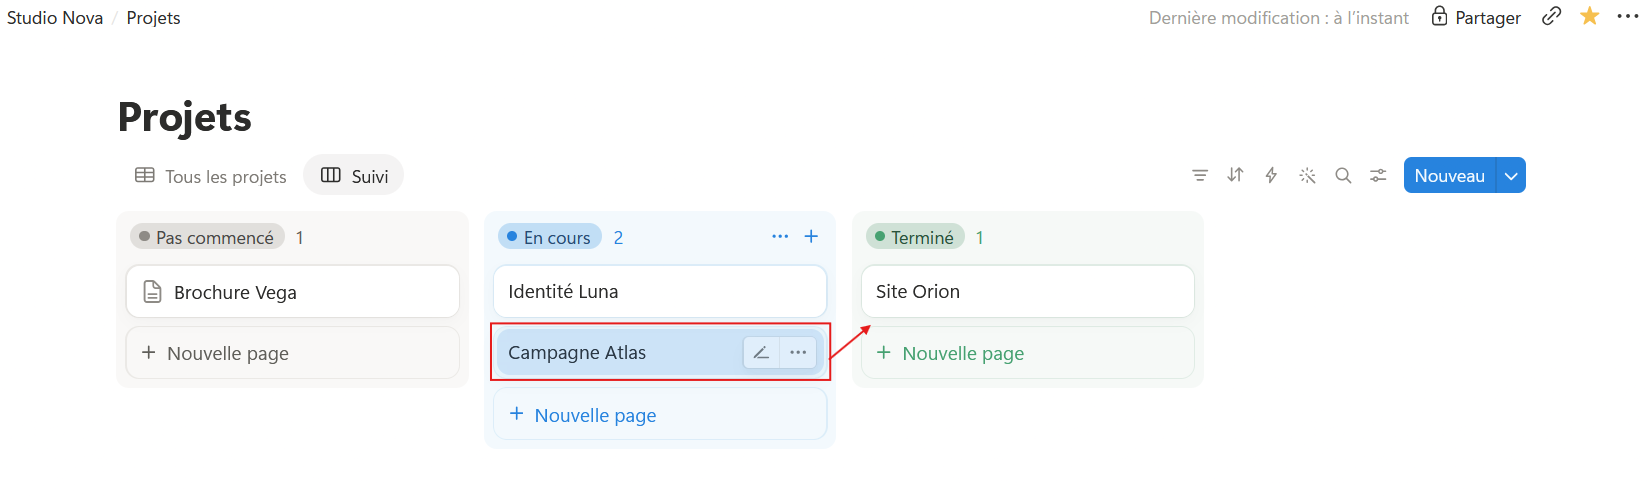 Studio Nova / Projets
Dernière modification : à l’instant Partager
Projets
Tous les projets Suivi
Nouveau
Pas commencé 1
Brochure Vega
+ Nouvelle page
En cours 2
Identité Luna
Campagne Atlas
+ Nouvelle page
Terminé 1
Site Orion
+ Nouvelle page